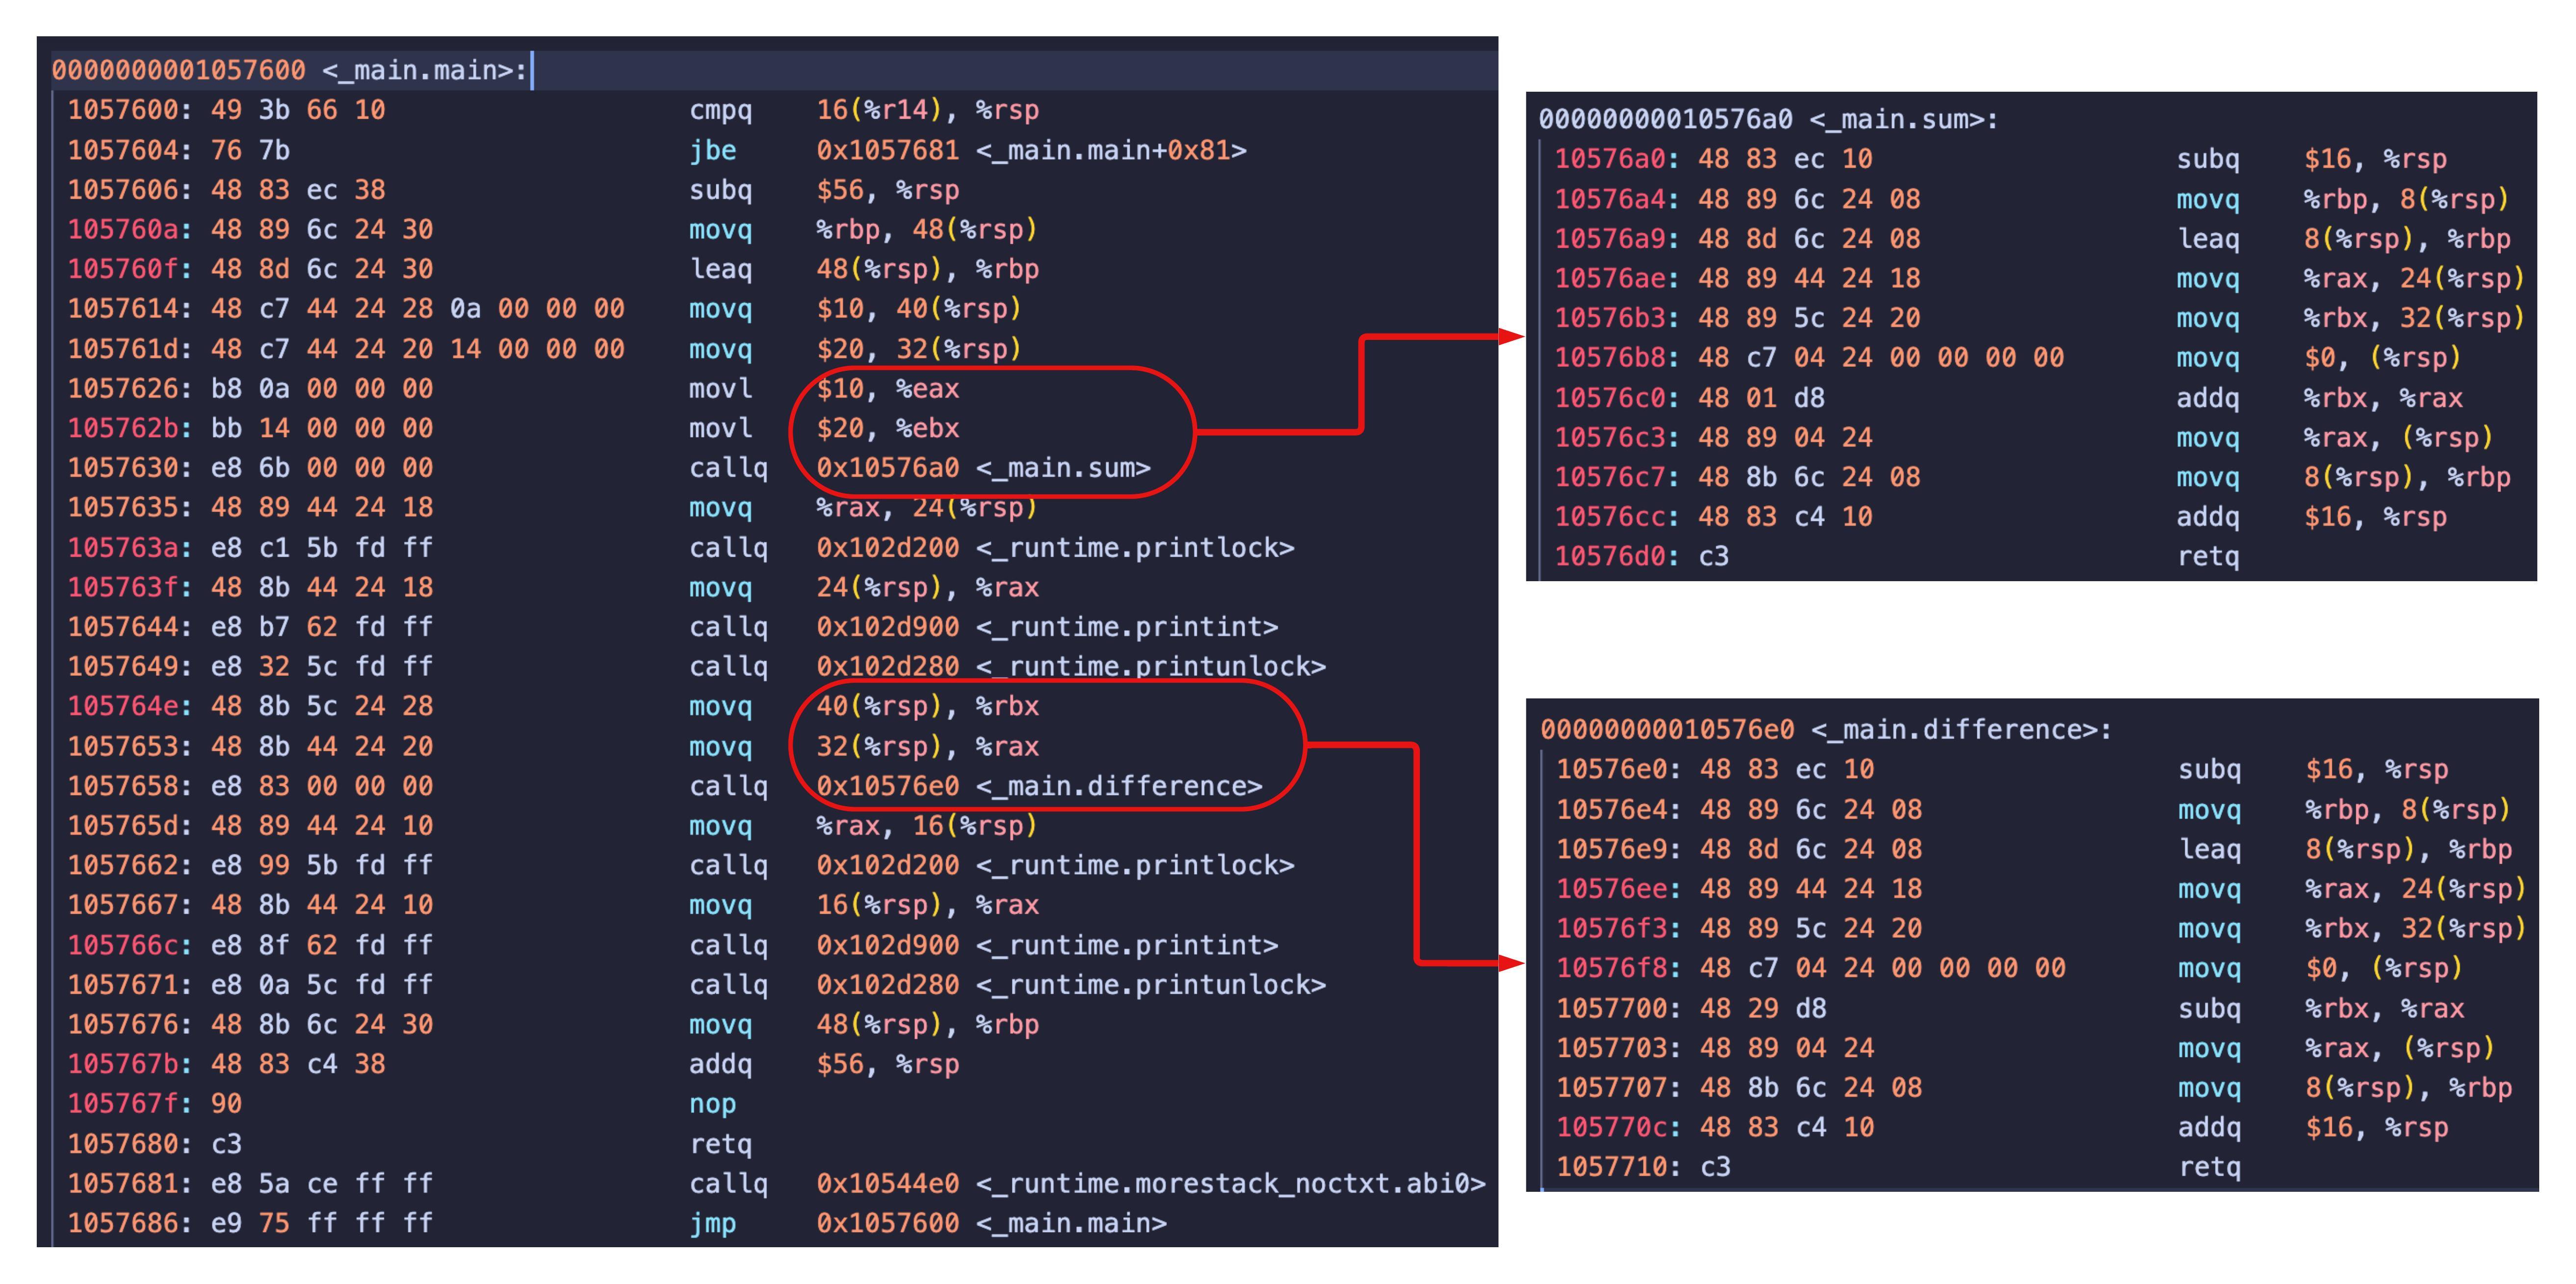 0000000001057600 <_main.main>:
1057600: 49 3b 66 10 cmpq 16(%r14), %rsp
1057604: 76 7b jbe 0x1057681 <_main.main+0x81>
1057606: 48 83 ec 38 subq $56, %rsp
105760a: 48 89 6c 24 30 movq %rbp, 48(%rsp)
105760f: 48 8d 6c 24 30 leaq 48(%rsp), %rbp
1057614: 48 c7 44 24 28 0a 00 00 00 movq $10, 40(%rsp)
105761d: 48 c7 44 24 20 14 00 00 00 movq $20, 32(%rsp)
1057626: b8 0a 00 00 00 movl $10, %eax
105762b: bb 14 00 00 00 movl $20, %ebx
1057630: e8 6b 00 00 00 callq 0x10576a0 <_main.sum>
1057635: 48 89 44 24 18 movq %rax, 24(%rsp)
105763a: e8 c1 5b fd ff callq 0x102d200 <_runtime.printlock>
105763f: 48 8b 44 24 18 movq 24(%rsp), %rax
1057644: e8 b7 62 fd ff callq 0x102d900 <_runtime.printint>
1057649: e8 32 5c fd ff callq 0x102d280 <_runtime.printunlock>
105764e: 48 8b 5c 24 28 movq 40(%rsp), %rbx
1057653: 48 8b 44 24 20 movq 32(%rsp), %rax
1057658: e8 83 00 00 00 callq 0x10576e0 <_main.difference>
105765d: 48 89 44 24 10 movq %rax, 16(%rsp)
1057662: e8 99 5b fd ff callq 0x102d200 <_runtime.printlock>
1057667: 48 8b 44 24 10 movq 16(%rsp), %rax
105766c: e8 8f 62 fd ff callq 0x102d900 <_runtime.printint>
1057671: e8 0a 5c fd ff callq 0x102d280 <_runtime.printunlock>
1057676: 48 8b 6c 24 30 movq 48(%rsp), %rbp
105767b: 48 83 c4 38 addq $56, %rsp
105767f: 90 nop
1057680: c3 retq
1057681: e8 5a ce ff ff callq 0x10544e0 <_runtime.morestack_noctxt.abi0>
1057686: e9 75 ff ff ff jmp 0x1057600 <_main.main>
00000000010576a0 <_main.sum>:
10576a0: 48 83 ec 10 subq $16, %rsp
10576a4: 48 89 6c 24 08 movq %rbp, 8(%rsp)
10576a9: 48 8d 6c 24 08 leaq 8(%rsp), %rbp
10576ae: 48 89 44 24 18 movq %rax, 24(%rsp)
10576b3: 48 89 5c 24 20 movq %rbx, 32(%rsp)
10576b8: 48 c7 04 24 00 00 00 00 movq $0, (%rsp)
10576c0: 48 01 d8 addq %rbx, %rax
10576c3: 48 89 04 24 movq %rax, (%rsp)
10576c7: 48 8b 6c 24 08 movq 8(%rsp), %rbp
10576cc: 48 83 c4 10 addq $16, %rsp
10576d0: c3 retq
00000000010576e0 <_main.difference>:
10576e0: 48 83 ec 10 subq $16, %rsp
10576e4: 48 89 6c 24 08 movq %rbp, 8(%rsp)
10576e9: 48 8d 6c 24 08 leaq 8(%rsp), %rbp
10576ee: 48 89 44 24 18 movq %rax, 24(%rsp)
10576f3: 48 89 5c 24 20 movq %rbx, 32(%rsp)
10576f8: 48 c7 04 24 00 00 00 00 movq $0, (%rsp)
1057700: 48 29 d8 subq %rbx, %rax
1057703: 48 89 04 24 movq %rax, (%rsp)
1057707: 48 8b 6c 24 08 movq 8(%rsp), %rbp
105770c: 48 83 c4 10 addq $16, %rsp
1057710: c3 retq